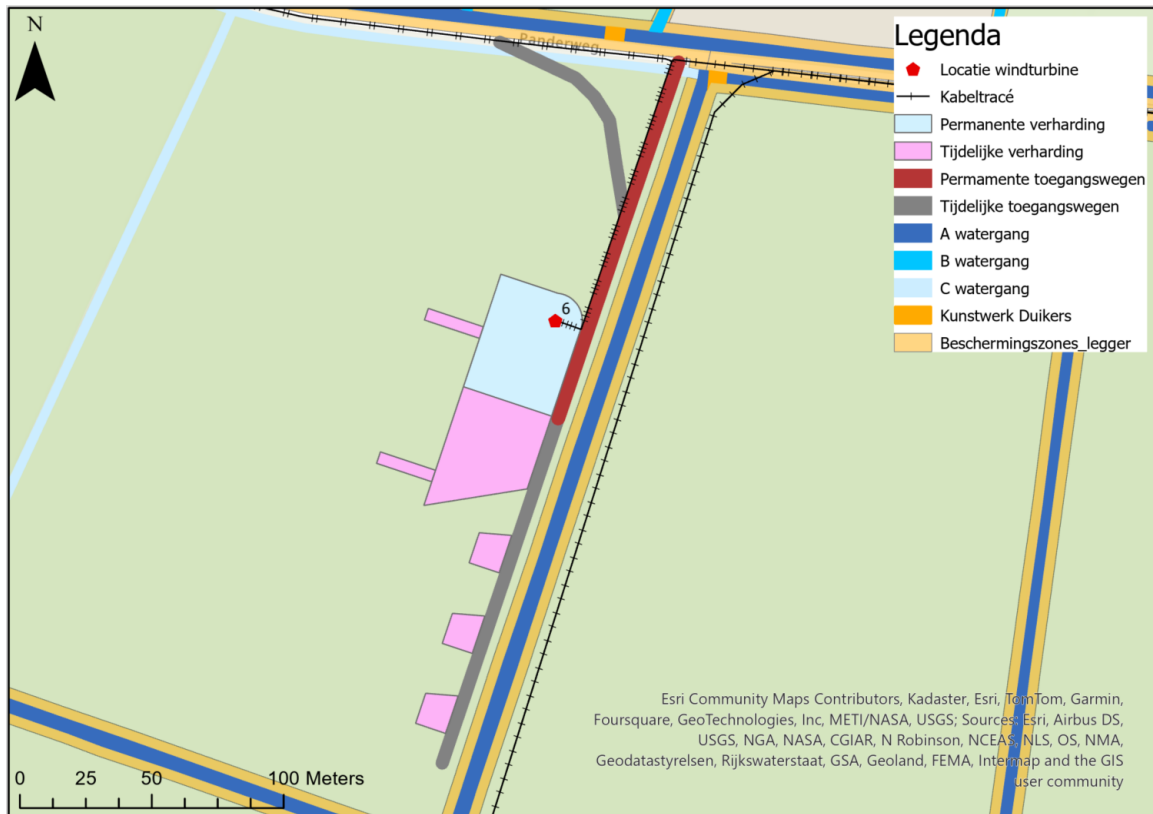 N
Panderweg
Legenda
Locatie windturbine
Kabeltracé
Permanente verharding
Tijdelijke verharding
Permamente toegangswegen
Tijdelijke toegangswegen
A watergang
B watergang
C watergang
Kunstwerk Duikers
Beschermingszones_legger
6
Esri Community Maps Contributors, Kadaster, Esri, TomTom, Garmin,
Foursquare, GeoTechnologies, Inc, METI/NASA, USGS; Sources: Esri, Airbus DS,
USGS, NGA, NASA, CGIAR, N Robinson, NCEAS, NLS, OS, NMA,
Geodatastyrelsen, Rijkswaterstaat, GSA, Geoland, FEMA, Intermap and the GIS
user community
0 25 50 100 Meters